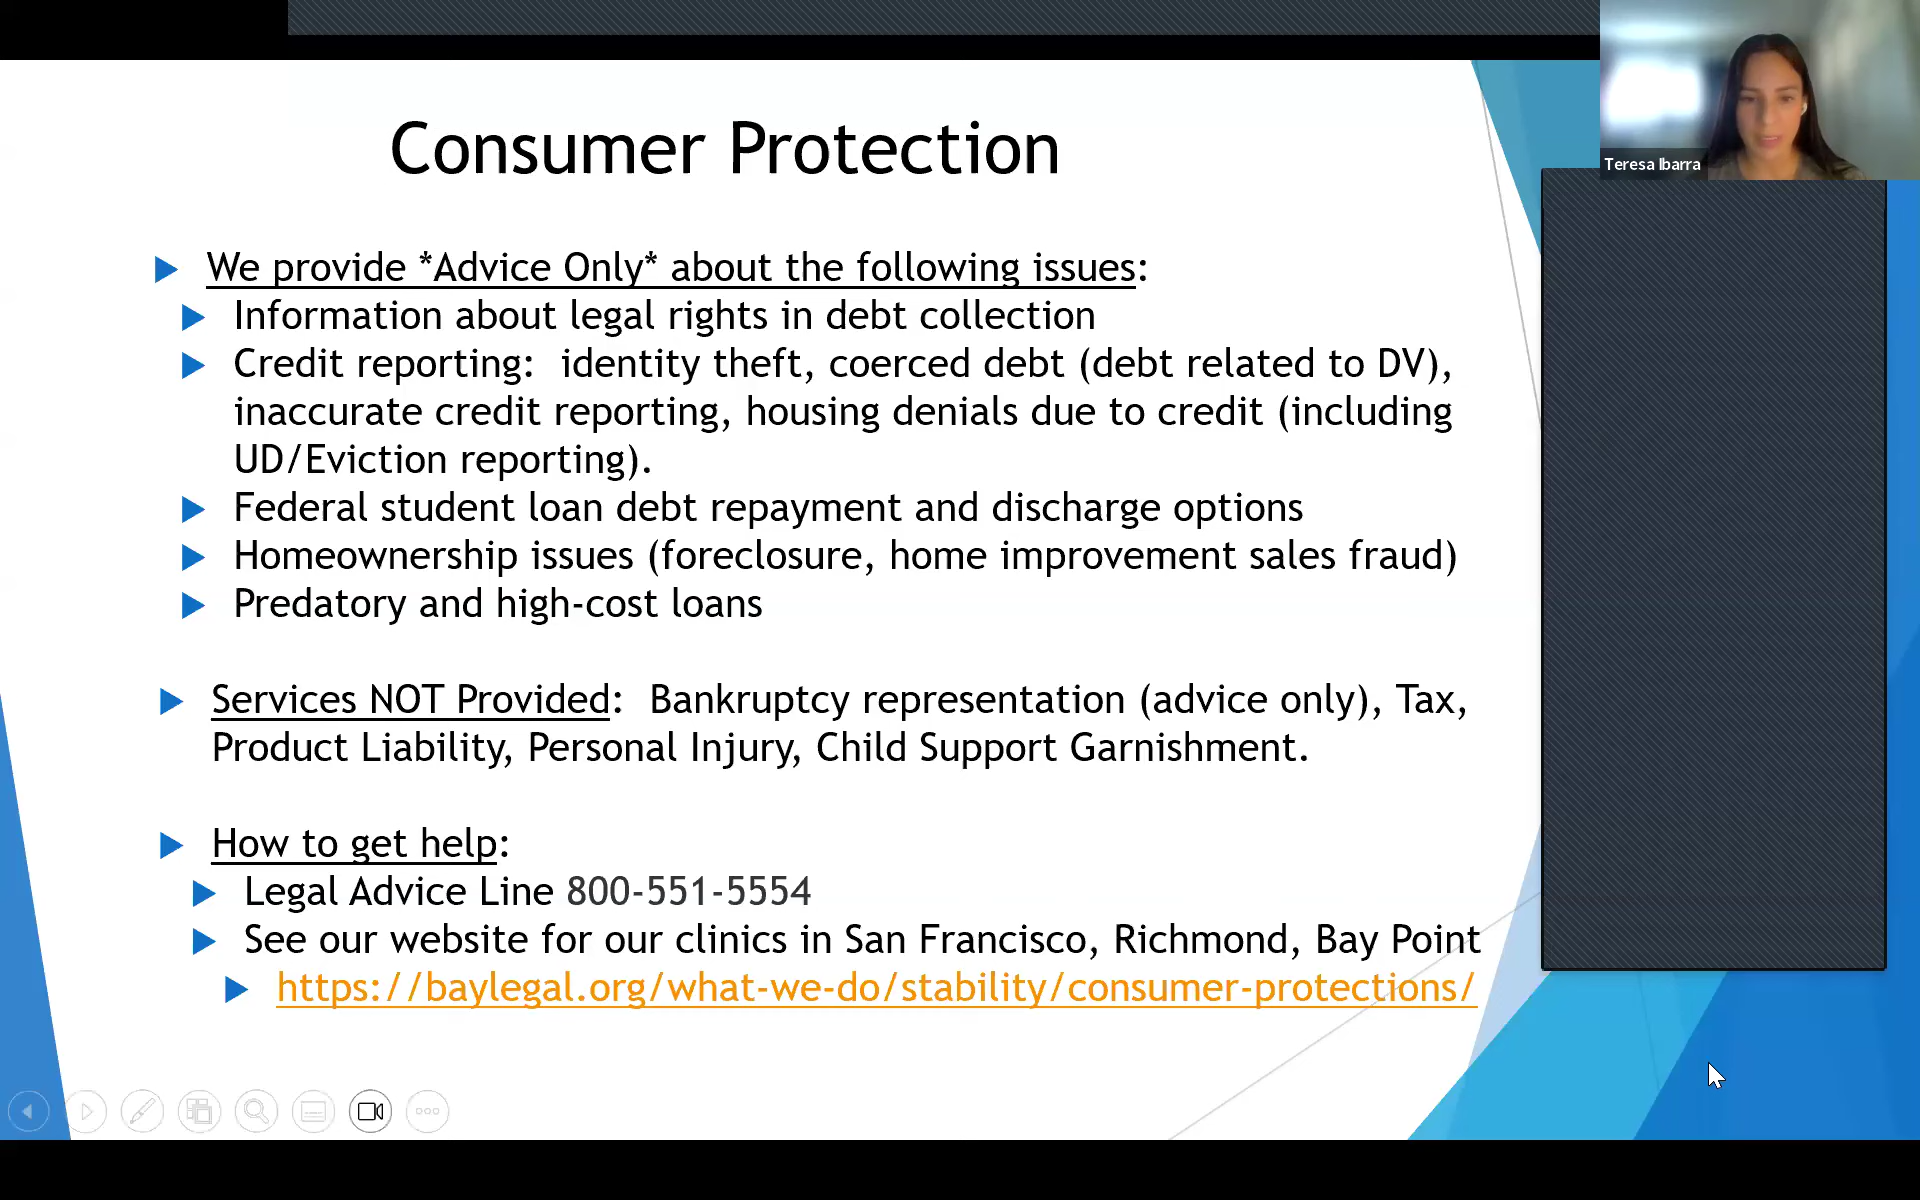 Teresa Ibarra
Consumer Protection
We provide *Advice Only* about the following issues:
Information about legal rights in debt collection
Credit reporting:  identity theft, coerced debt (debt related to DV),
inaccurate credit reporting, housing denials due to credit (including
UD/Eviction reporting).
Federal student loan debt repayment and discharge options
Homeownership issues (foreclosure, home improvement sales fraud)
Predatory and high-cost loans
Services NOT Provided:  Bankruptcy representation (advice only), Tax,
Product Liability, Personal Injury, Child Support Garnishment.
How to get help:
Legal Advice Line 800-551-5554
See our website for our clinics in San Francisco, Richmond, Bay Point
https://baylegal.org/what-we-do/stability/consumer-protections/